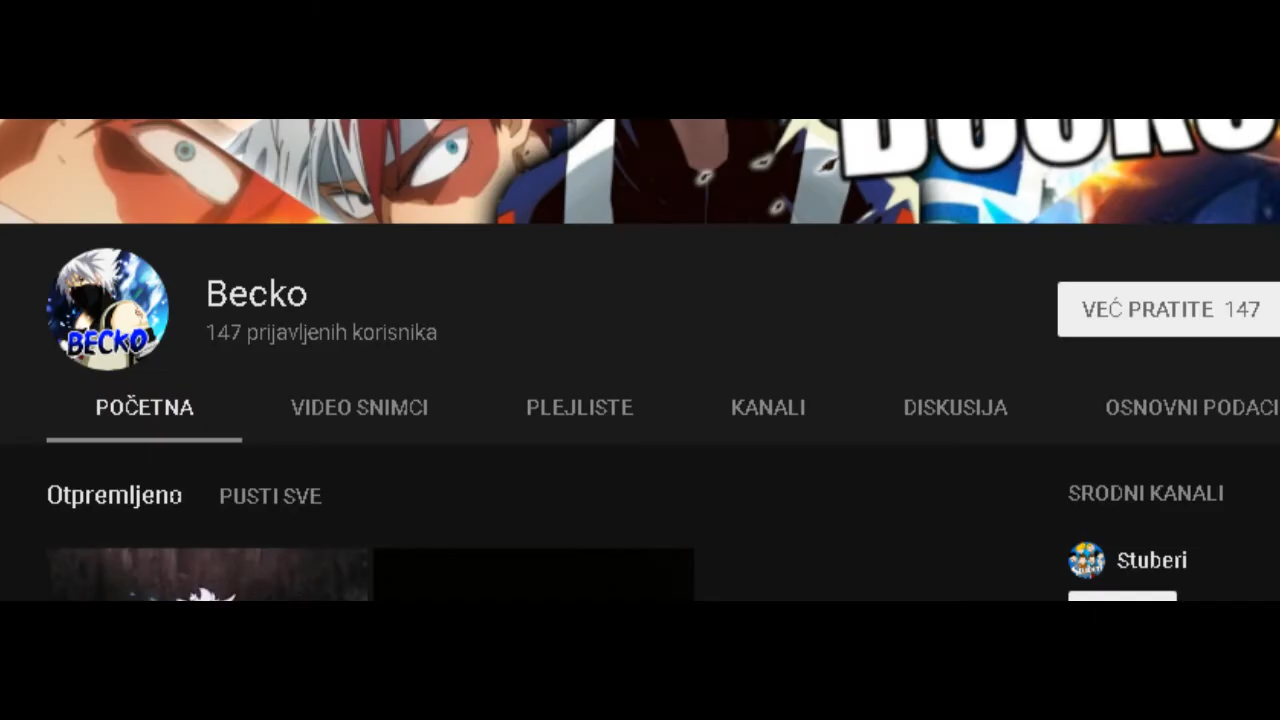 BECKO
Becko
147 prijavljenih korisnika
VEĆ PRATITE 147
POČETNA VIDEO SNIMCI PLEJLISTE KANALI DISKUSIJA OSNOVNI PODACI
Otpremljeno PUSTI SVE
SRODNI KANALI
Stuberi